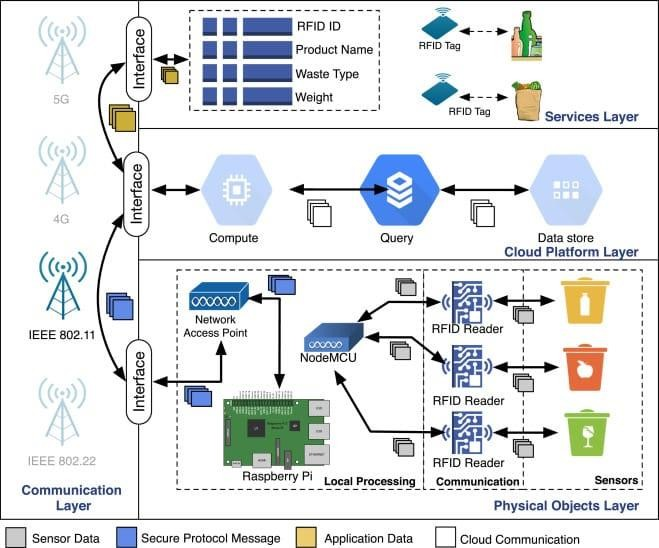 5G
4G
IEEE 802.11
IEEE 802.22
Communication
Layer
Interface
RFID ID
Product Name
Waste Type
Weight
RFID Tag
RFID Tag
Services Layer
Interface
Compute
Query
Data store
Cloud Platform Layer
Interface
Network
Access Point
NodeMCU
Raspberry Pi
RFID Reader
RFID Reader
RFID Reader
Local Processing
Communication
Sensors
Physical Objects Layer
Sensor Data
Secure Protocol Message
Application Data
Cloud Communication